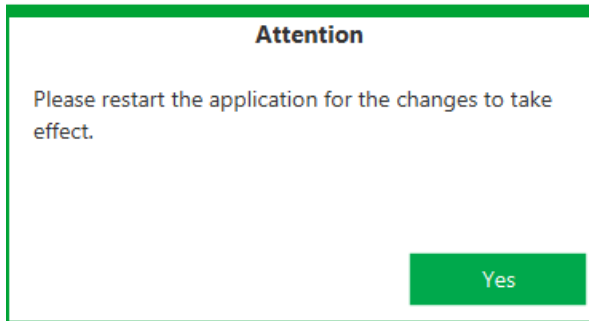 Attention
Please restart the application for the changes to take
effect.
Yes